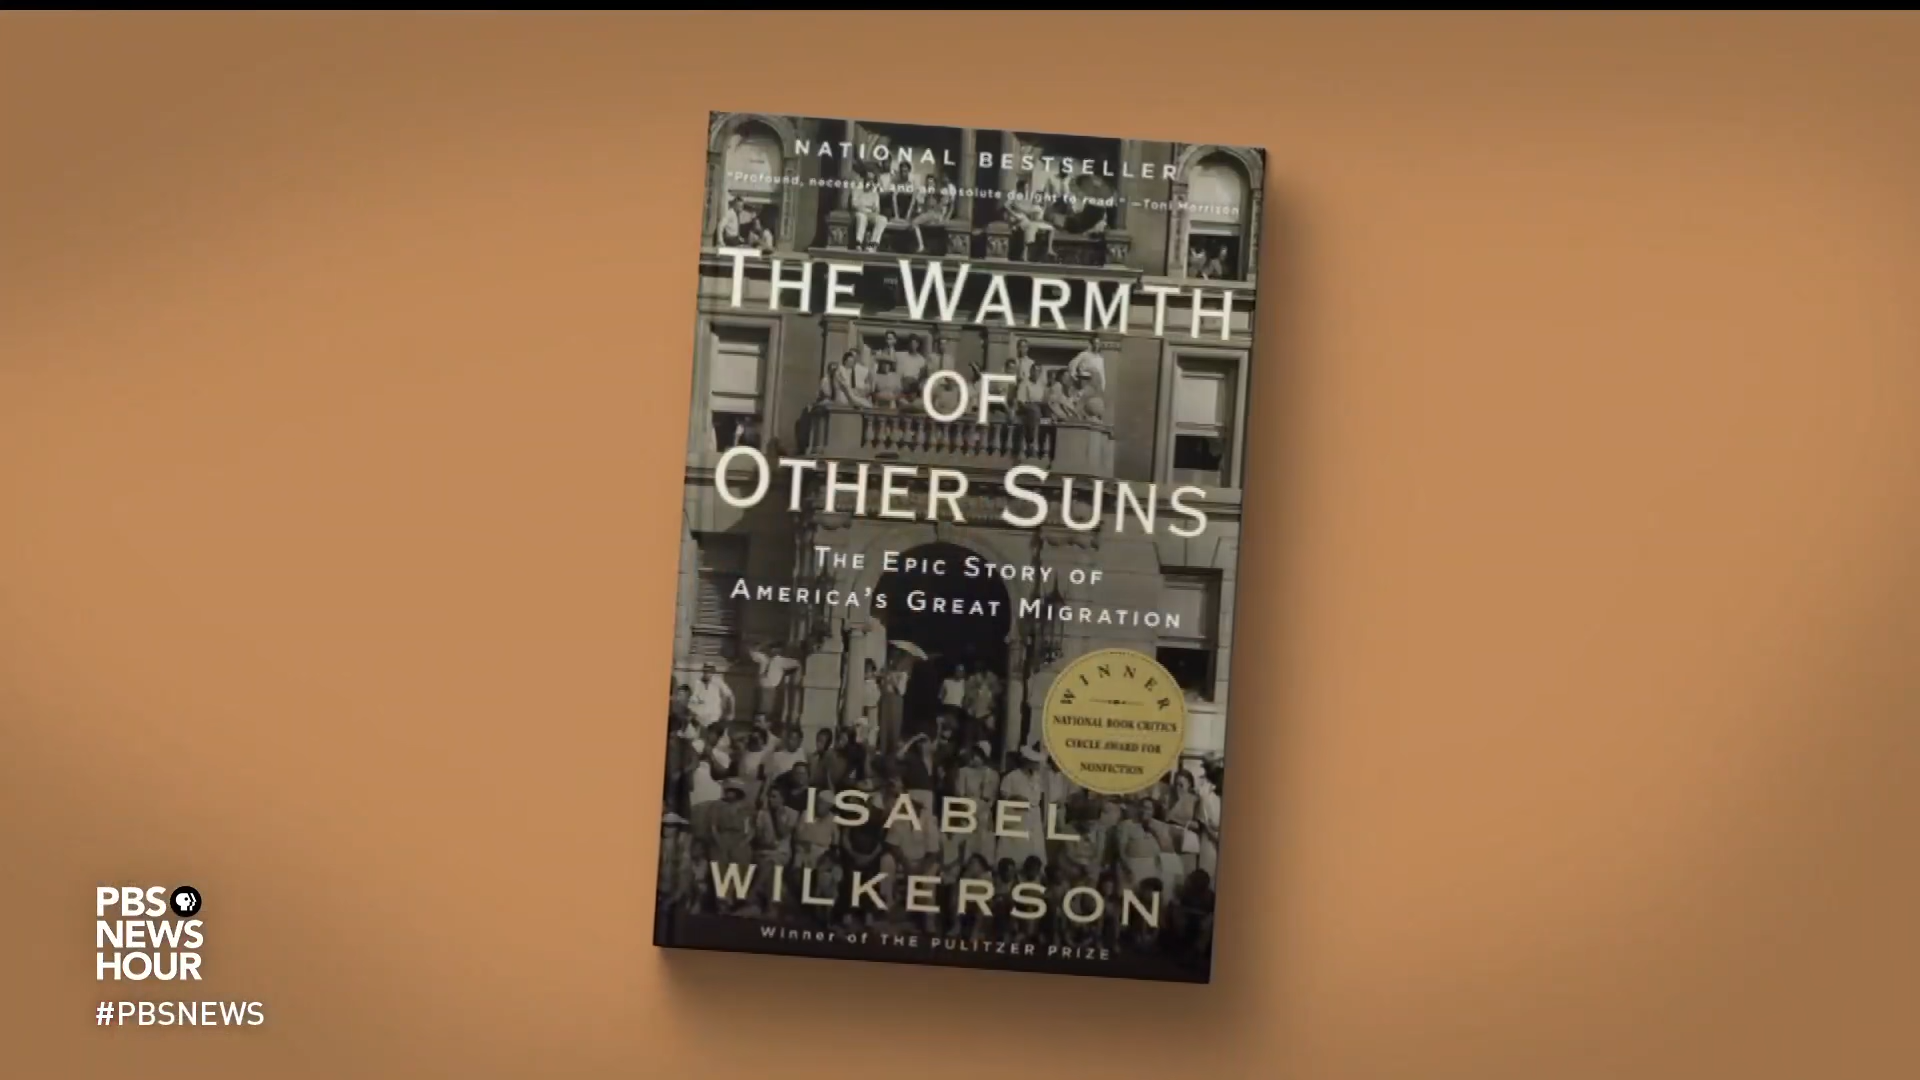 NATIONAL BESTSELLER
"Profound, necessary, and an absolute delight to read." —Toni Morrison
THE WARMTH
OF
OTHER SUNS
THE EPIC STORY OF
AMERICA'S GREAT MIGRATION
WINNER
NATIONAL BOOK CRITICS
CIRCLE AWARD FOR
NONFICTION
ISABEL
WILKERSON
Winner of THE PULITZER PRIZE
PBS
NEWS
HOUR
#PBSNEWS